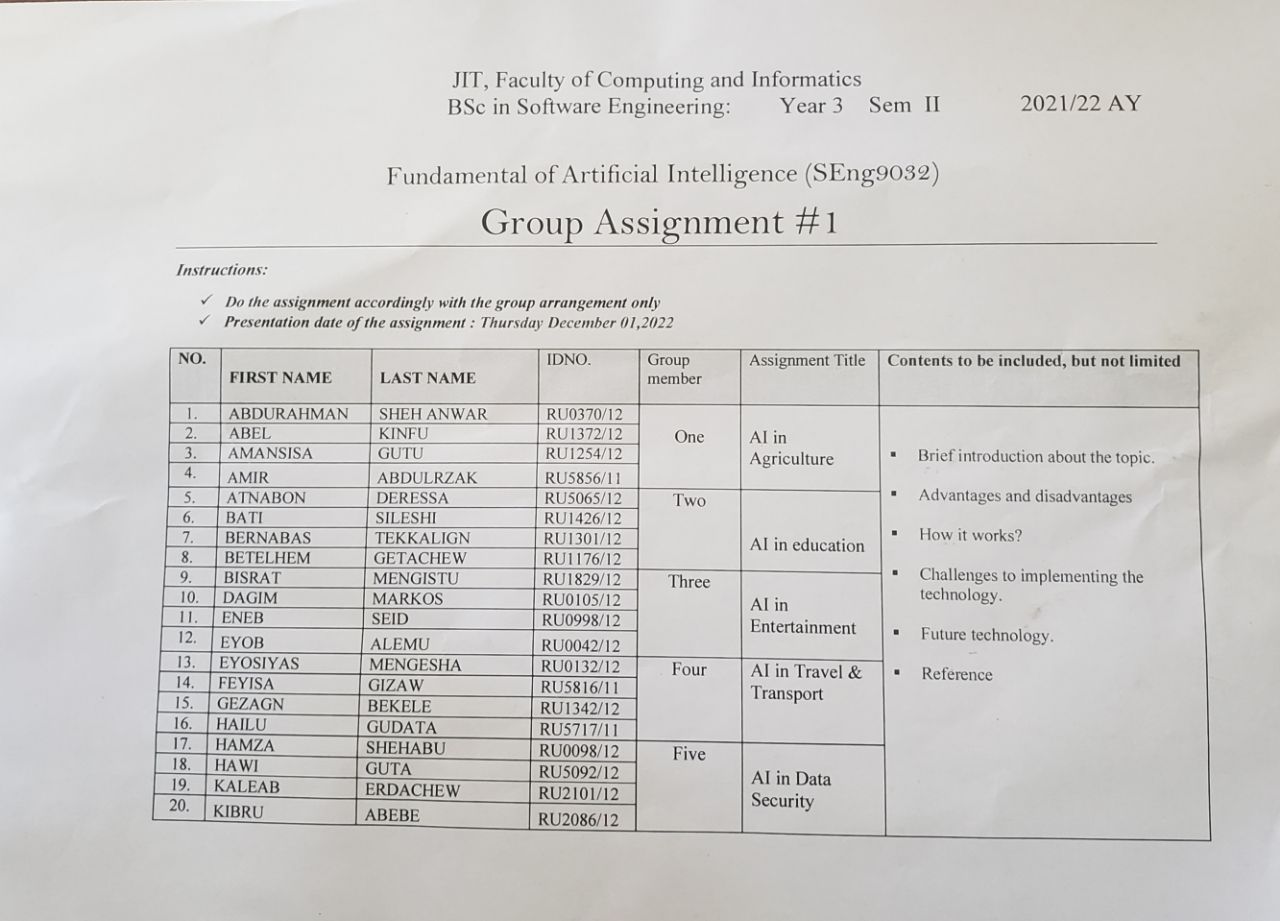 JIT, Faculty of Computing and Informatics
BSc in Software Engineering: Year 3 Sem II 2021/22 AY
Fundamental of Artificial Intelligence (SEng9032)
Group Assignment #1
Instructions:
✓ Do the assignment accordingly with the group arrangement only
✓ Presentation date of the assignment : Thursday December 01,2022
NO. FIRST NAME LAST NAME IDNO. Group member Assignment Title Contents to be included, but not limited
1. ABDURAHMAN SHEH ANWAR RU0370/12
2. ABEL KINFU RU1372/12
3. AMANSISA GUTU RU1254/12
4. AMIR ABDULRZAK RU5856/11
One
AI in
Agriculture
5. ATNABON DERESSA RU5065/12
6. BATI SILESHI RU1426/12
7. BERNABAS TEKKALIGN RU1301/12
8. BETELHEM GETACHEW RU1176/12
Two
AI in education
9. BISRAT MENGISTU RU1829/12
10. DAGIM MARKOS RU0105/12
11. ENEB SEID RU0998/12
12. EYOB ALEMU RU0042/12
Three
AI in
Entertainment
13. EYOSIYAS MENGESHA RU0132/12
14. FEYISA GIZAW RU5816/11
15. GEZAGN BEKELE RU1342/12
16. HAILU GUDATA RU5717/11
Four
AI in Travel &
Transport
17. HAMZA SHEHABU RU0098/12
18. HAWI GUTA RU5092/12
19. KALEAB ERDACHEW RU2101/12
20. KIBRU ABEBE RU2086/12
Five
AI in Data
Security
▪ Brief introduction about the topic.
▪ Advantages and disadvantages
▪ How it works?
▪ Challenges to implementing the
technology.
▪ Future technology.
▪ Reference